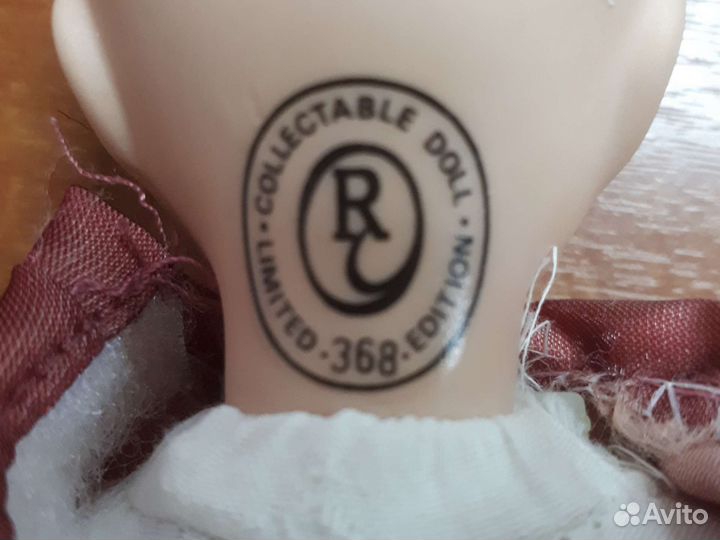 · COLLECTABLE DOLL ·
RC
LIMITED · 368 · EDITION
Avito